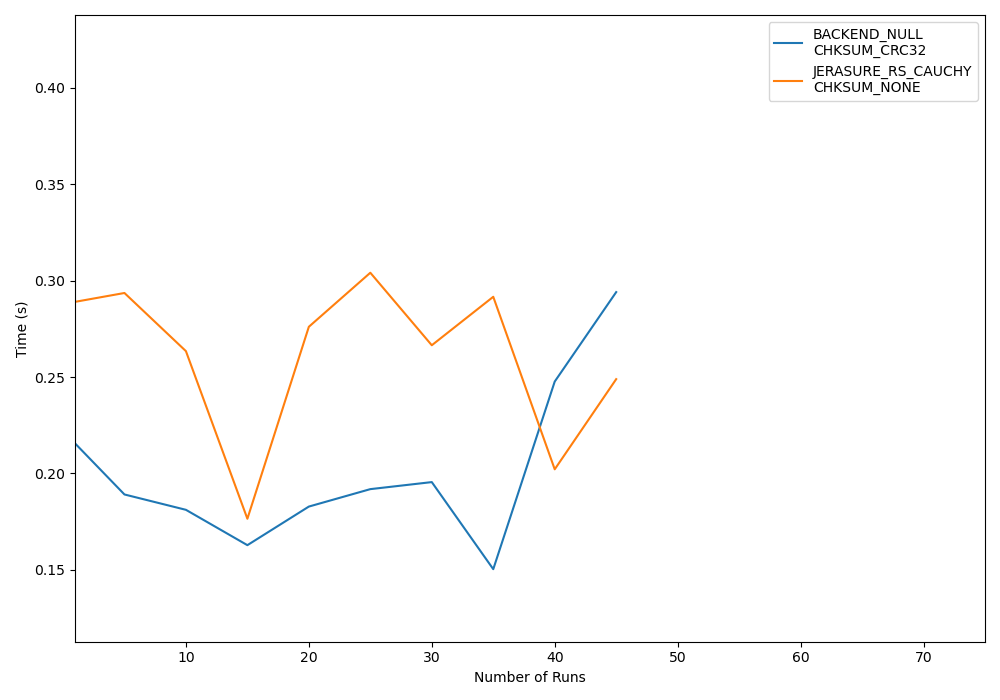 BACKEND_NULL
CHKSUM_CRC32
JERASURE_RS_CAUCHY
CHKSUM_NONE
0.40
0.35
0.30
0.25
0.20
0.15
Time (s)
10 20 30 40 50 60 70
Number of Runs